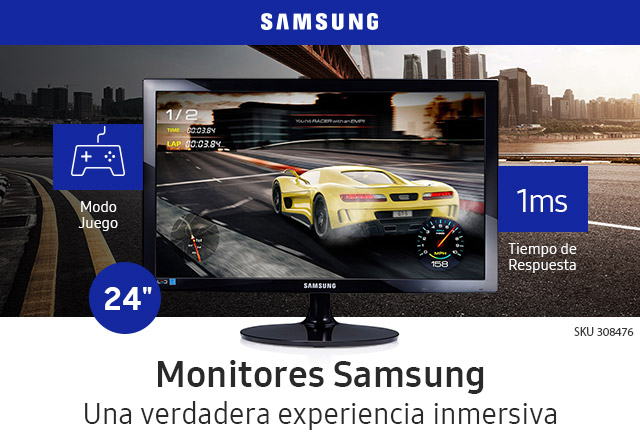 SAMSUNG
1/2
TIME 00:03.84
LAP 00:03.84
Modo
Juego
1ms
Tiempo de
Respuesta
158
SAMSUNG
24"
SKU 308476
Monitores Samsung
Una verdadera experiencia inmersiva